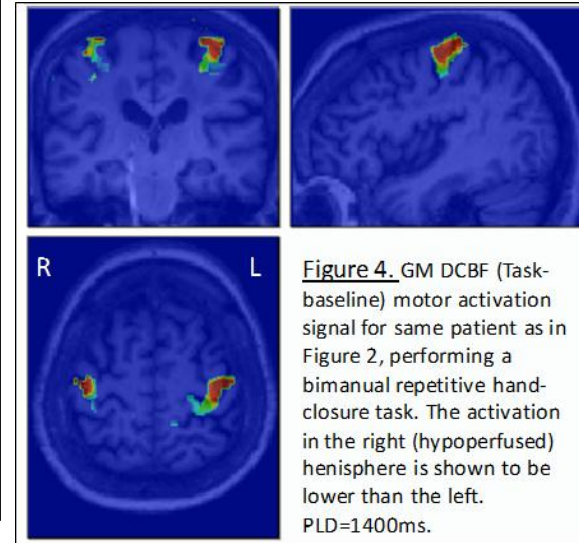 R
L
Figure 4. GM DCBF (Task-
baseline) motor activation
signal for same patient as in
Figure 2, performing a
bimanual repetitive hand-
closure task. The activation
in the right (hypoperfused)
henisphere is shown to be
lower than the left.
PLD=1400ms.